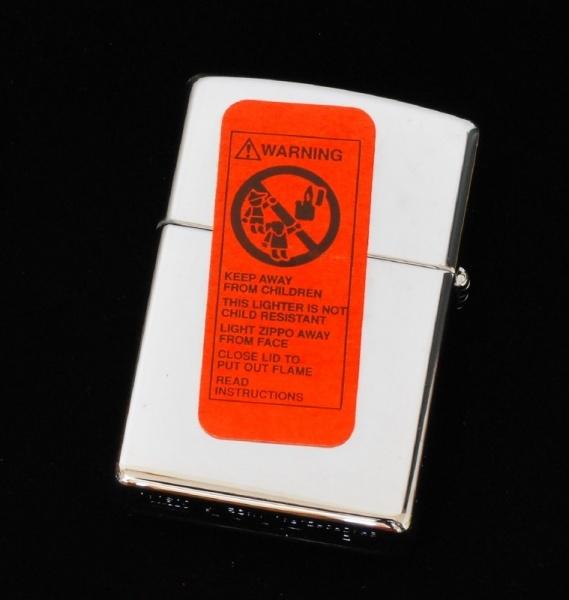 WARNING
KEEP AWAY
FROM CHILDREN
THIS LIGHTER IS NOT
CHILD RESISTANT
LIGHT ZIPPO AWAY
FROM FACE
CLOSE LID TO
PUT OUT FLAME
READ
INSTRUCTIONS